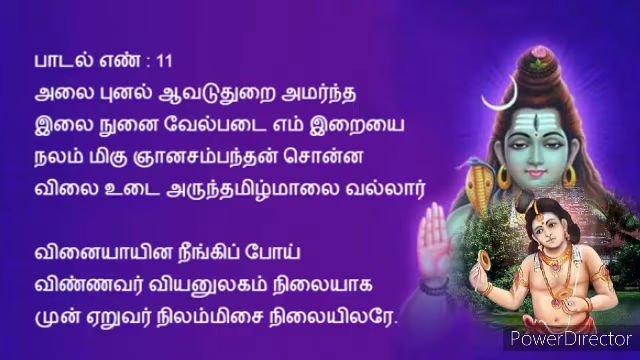 பாடல் எண் : 11
அலை புனல் ஆவடுதுறை அமர்ந்த
இலை நுனை வேல்படை எம் இறையை
நலம் மிகு ஞானசம்பந்தன் சொன்ன
விலை உடை அருந்தமிழ்மாலை வல்லார்
வினையாயின நீங்கிப் போய்
விண்ணவர் வியனுலகம் நிலையாக
முன் ஏறுவர் நிலம்மிசை நிலையிலரே.
PowerDirector